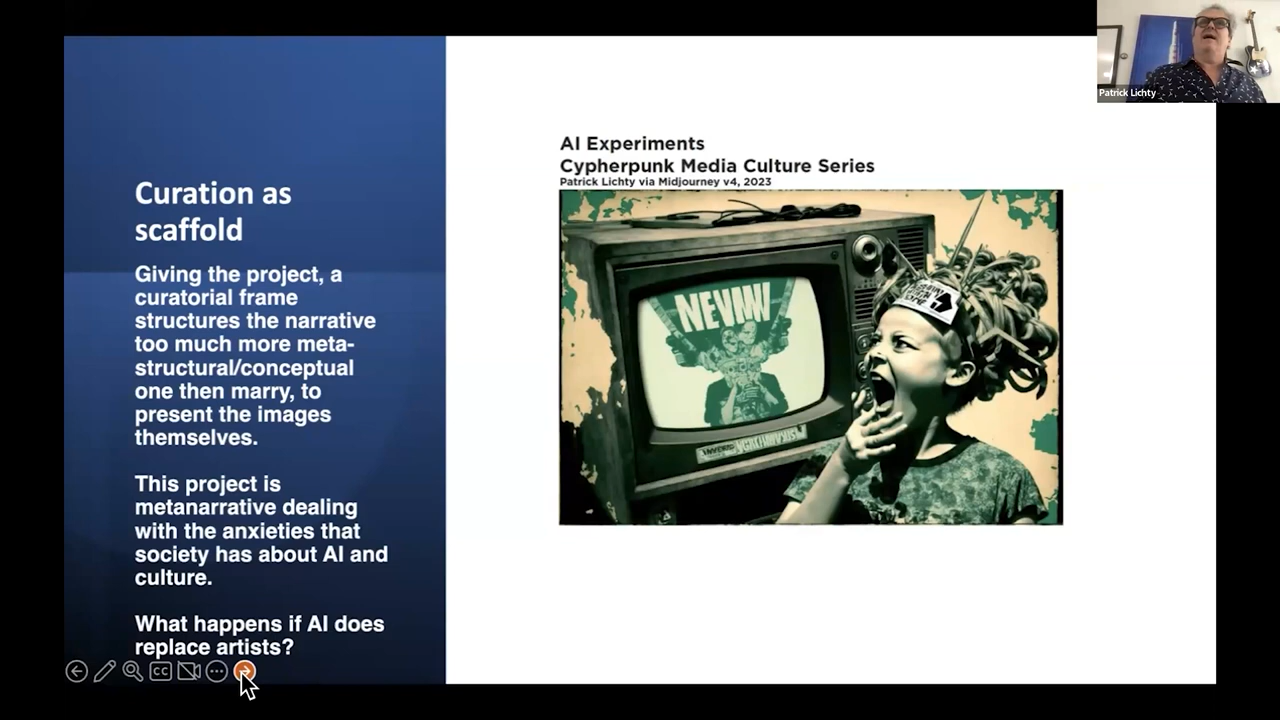 Curation as
scaffold
Giving the project, a
curatorial frame
structures the narrative
too much more meta-
structural/conceptual
one then marry, to
present the images
themselves.
This project is
metanarrative dealing
with the anxieties that
society has about AI and
culture.
What happens if AI does
replace artists?
AI Experiments
Cypherpunk Media Culture Series
Patrick Lichty via Midjourney v4, 2023
NEVMW
Patrick Lichty
CC